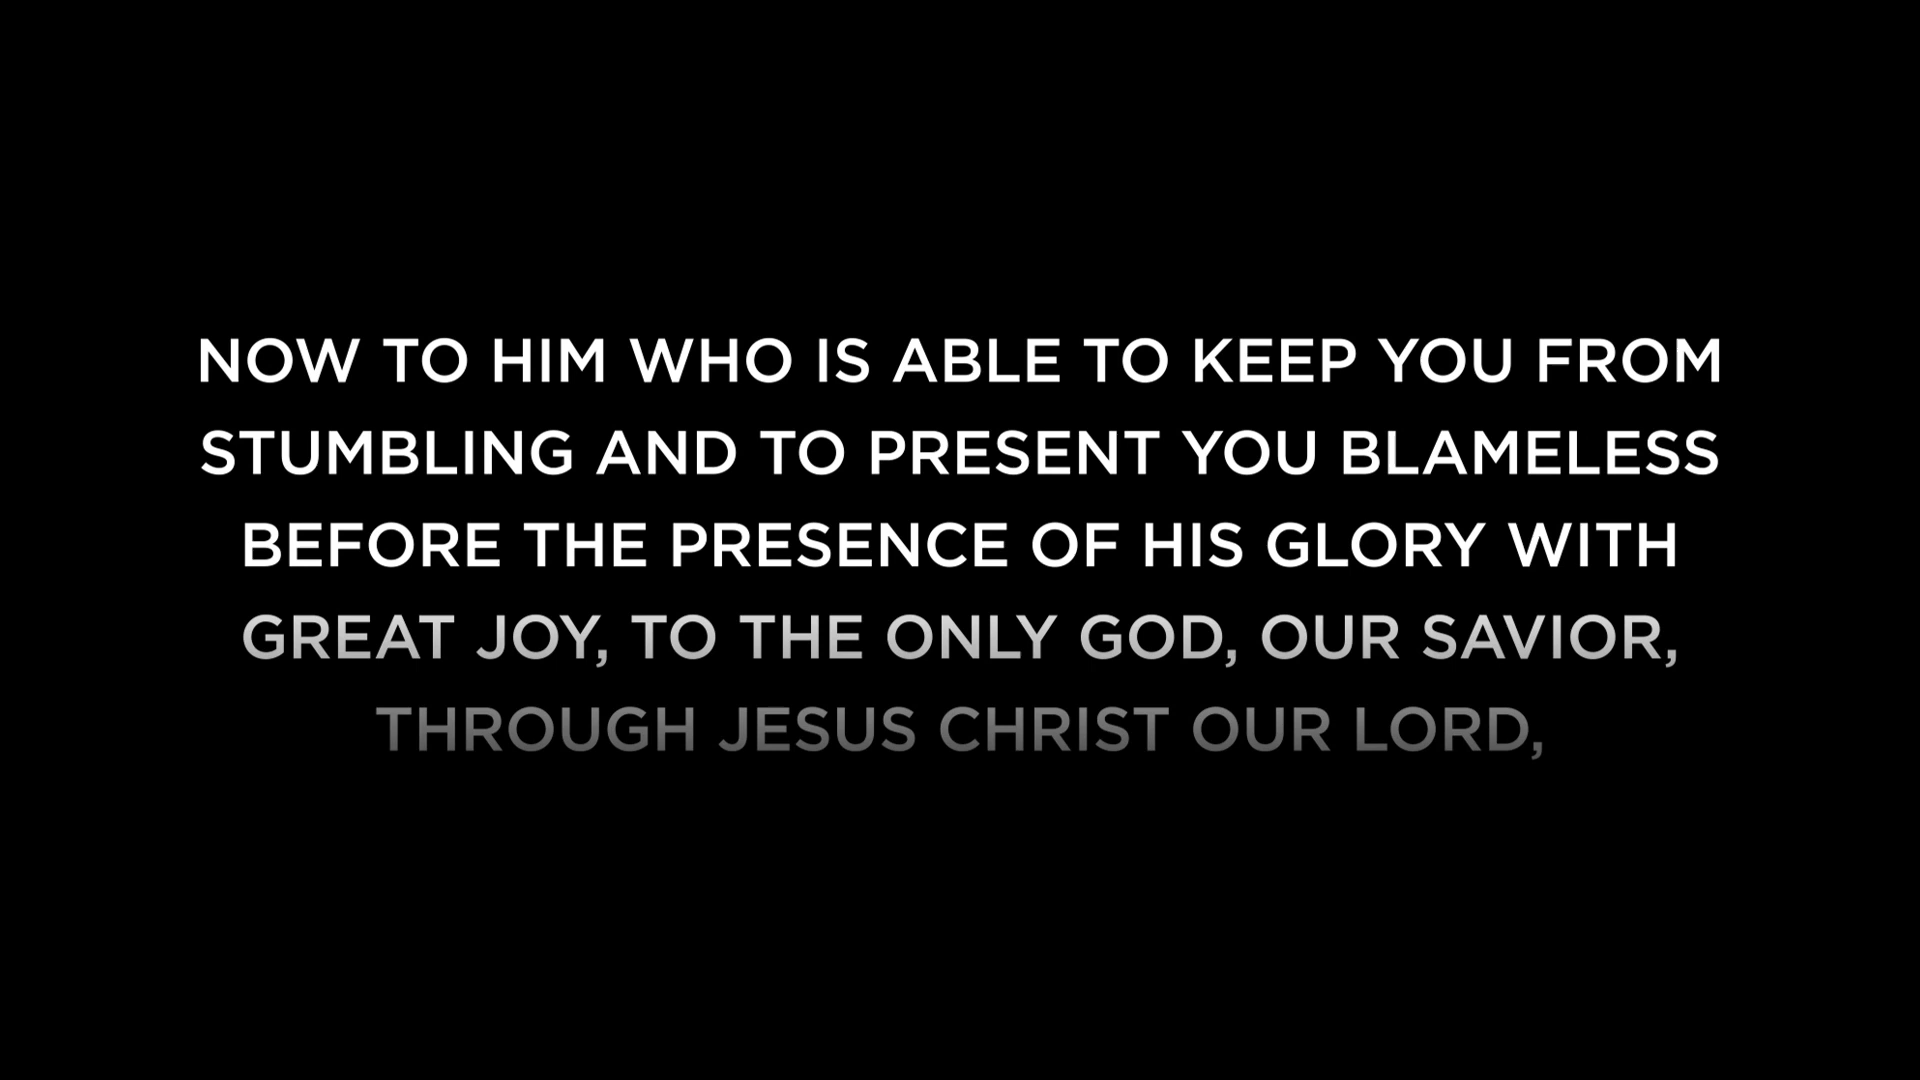 NOW TO HIM WHO IS ABLE TO KEEP YOU FROM
STUMBLING AND TO PRESENT YOU BLAMELESS
BEFORE THE PRESENCE OF HIS GLORY WITH
GREAT JOY, TO THE ONLY GOD, OUR SAVIOR,
THROUGH JESUS CHRIST OUR LORD,